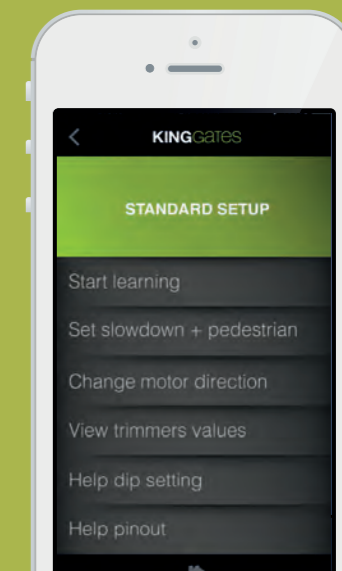 KINGGATES
STANDARD SETUP
Start learning
Set slowdown + pedestrian
Change motor direction
View trimmers values
Help dip setting
Help pinout